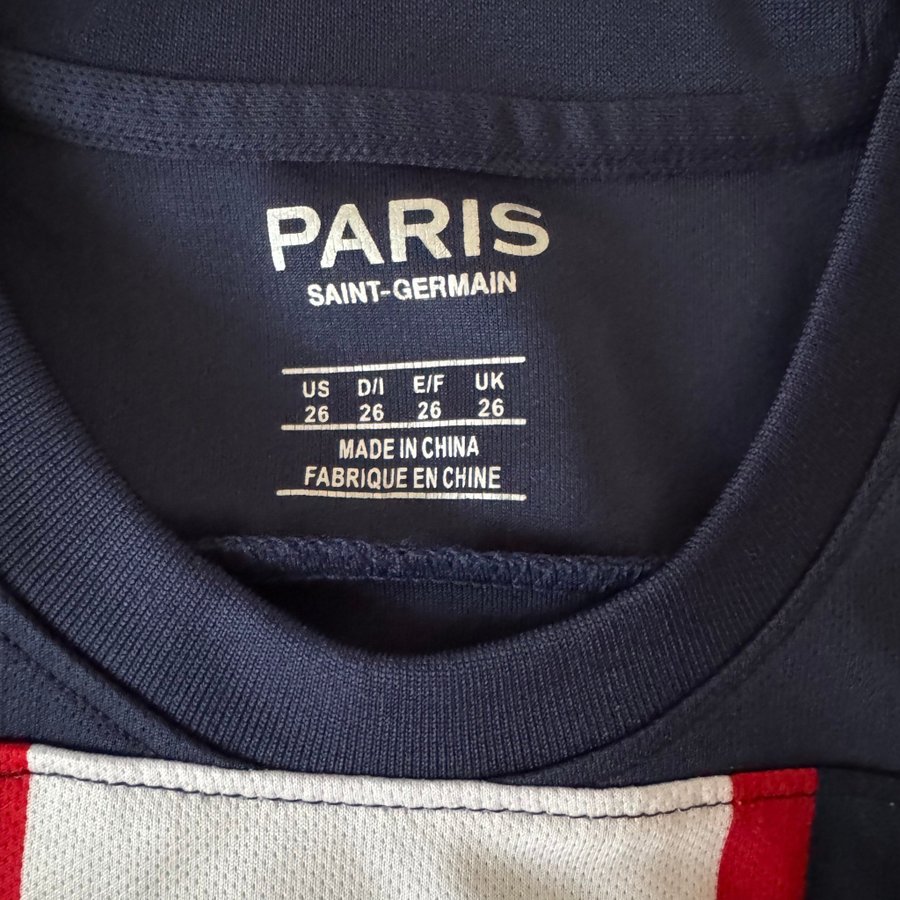 PARIS
SAINT-GERMAIN
US D/I E/F UK
26 26 26 26
MADE IN CHINA
FABRIQUE EN CHINE